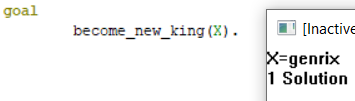 goal
become_new_king(X).
[Inactive
X=genrix
1 Solution